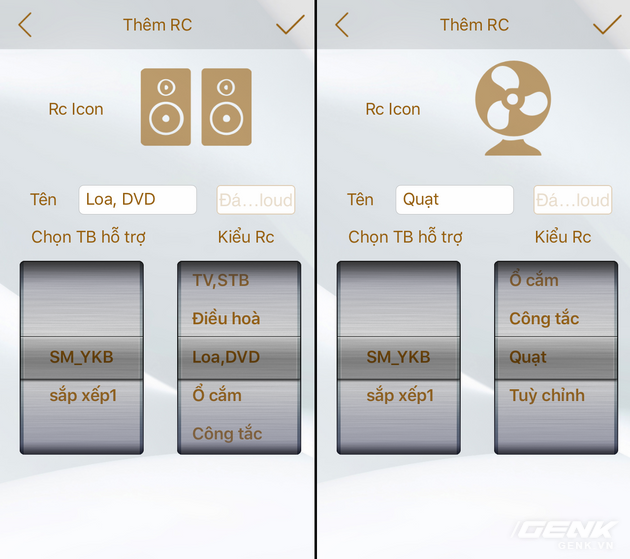 Thêm RC
Rc Icon
Tên
Loa, DVD
Đá...loud
Chọn TB hỗ trợ
Kiểu Rc
SM_YKB
sắp xếp1
TV,STB
Điều hoà
Loa,DVD
Ổ cắm
Công tắc
Thêm RC
Rc Icon
Tên
Quạt
Đá...loud
Chọn TB hỗ trợ
Kiểu Rc
SM_YKB
sắp xếp1
Ổ cắm
Công tắc
Quạt
Tuỳ chỉnh
GENK
GENK.VN